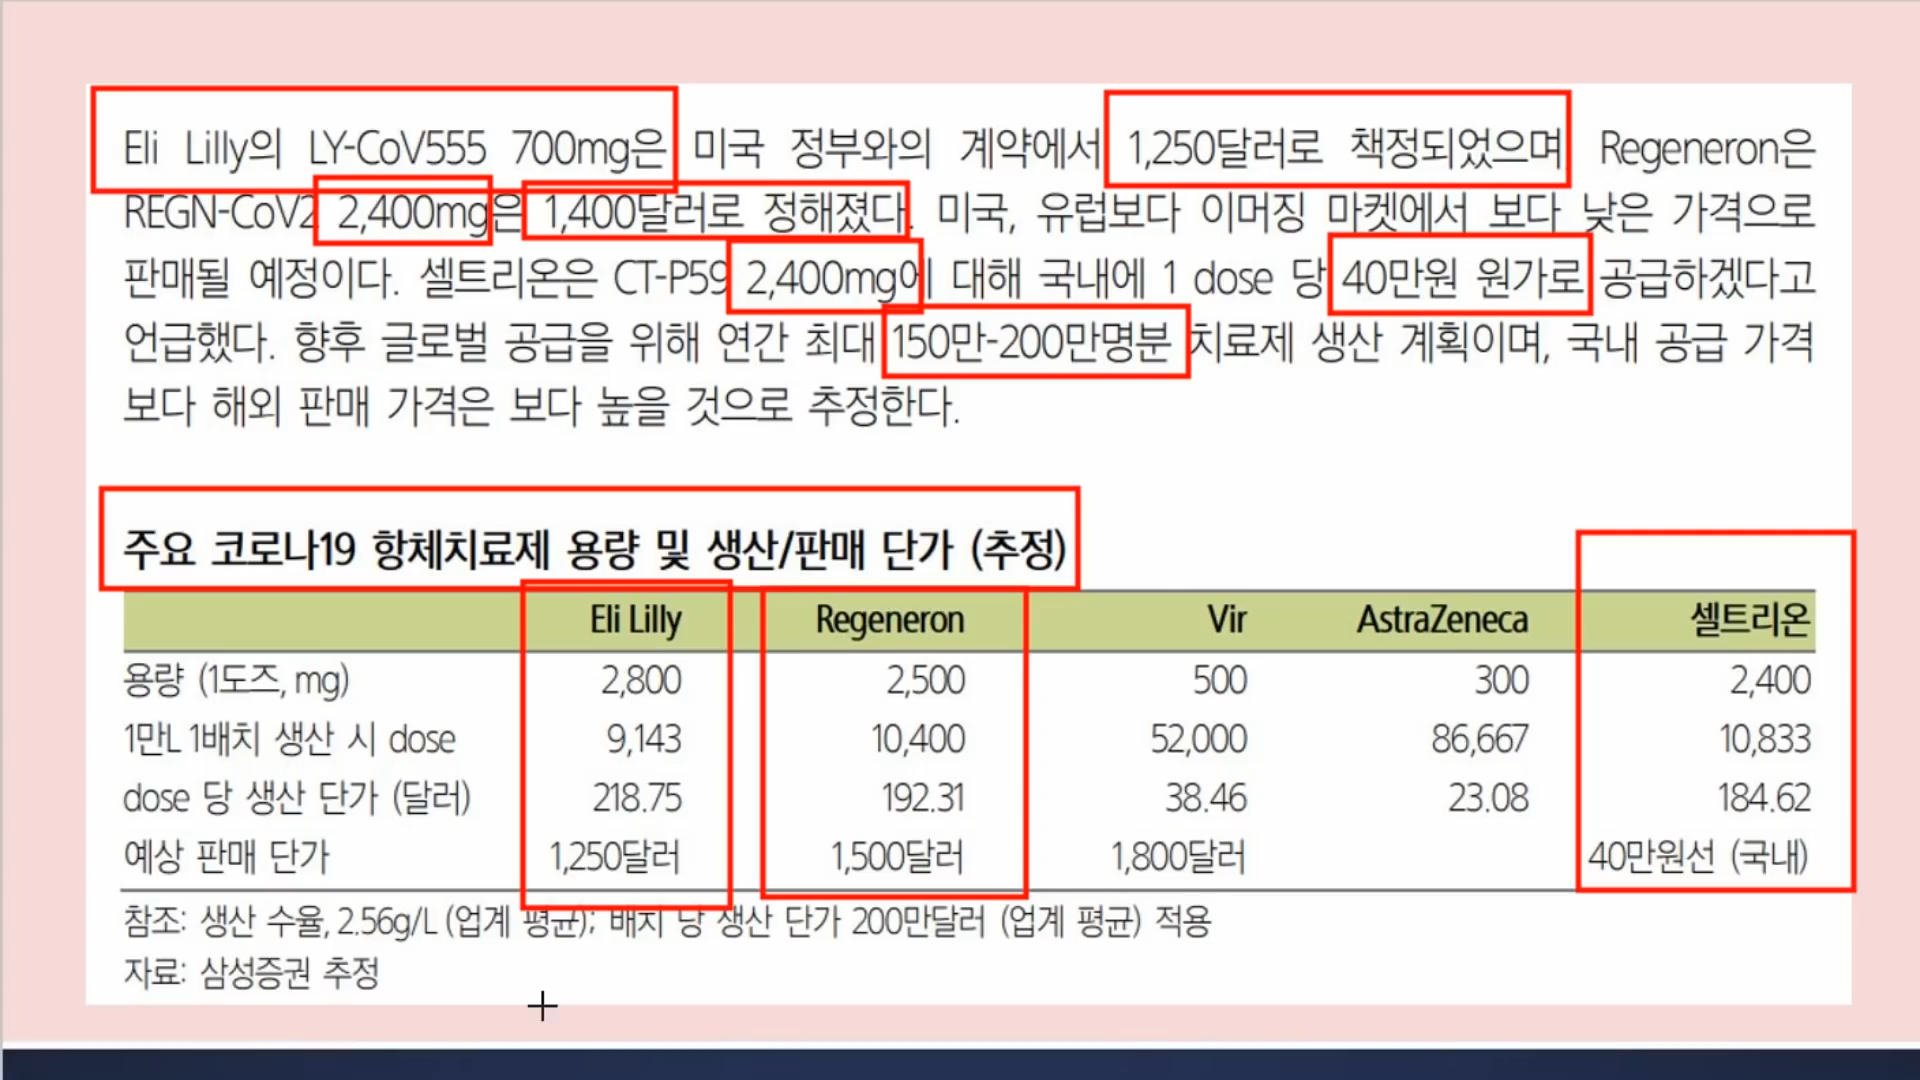 Eli Lilly의 LY-CoV555 700mg은 미국 정부와의 계약에서 1,250달러로 책정되었으며 Regeneron은
REGN-CoV2 2,400mg은 1,400달러로 정해졌다. 미국, 유럽보다 이머징 마켓에서 보다 낮은 가격으로
판매될 예정이다. 셀트리온은 CT-P59 2,400mg에 대해 국내에 1 dose 당 40만원 원가로 공급하겠다고
언급했다. 향후 글로벌 공급을 위해 연간 최대 150만-200만명분 치료제 생산 계획이며, 국내 공급 가격
보다 해외 판매 가격은 보다 높을 것으로 추정한다.
주요 코로나19 항체치료제 용량 및 생산/판매 단가 (추정)
Eli Lilly Regeneron Vir AstraZeneca 셀트리온
용량 (1도즈, mg) 2,800 2,500 500 300 2,400
1만L 1배치 생산 시 dose 9,143 10,400 52,000 86,667 10,833
dose 당 생산 단가 (달러) 218.75 192.31 38.46 23.08 184.62
예상 판매 단가 1,250달러 1,500달러 1,800달러 40만원선 (국내)
참조: 생산 수율, 2.56g/L (업계 평균); 배치 당 생산 단가 200만달러 (업계 평균) 적용
자료: 삼성증권 추정